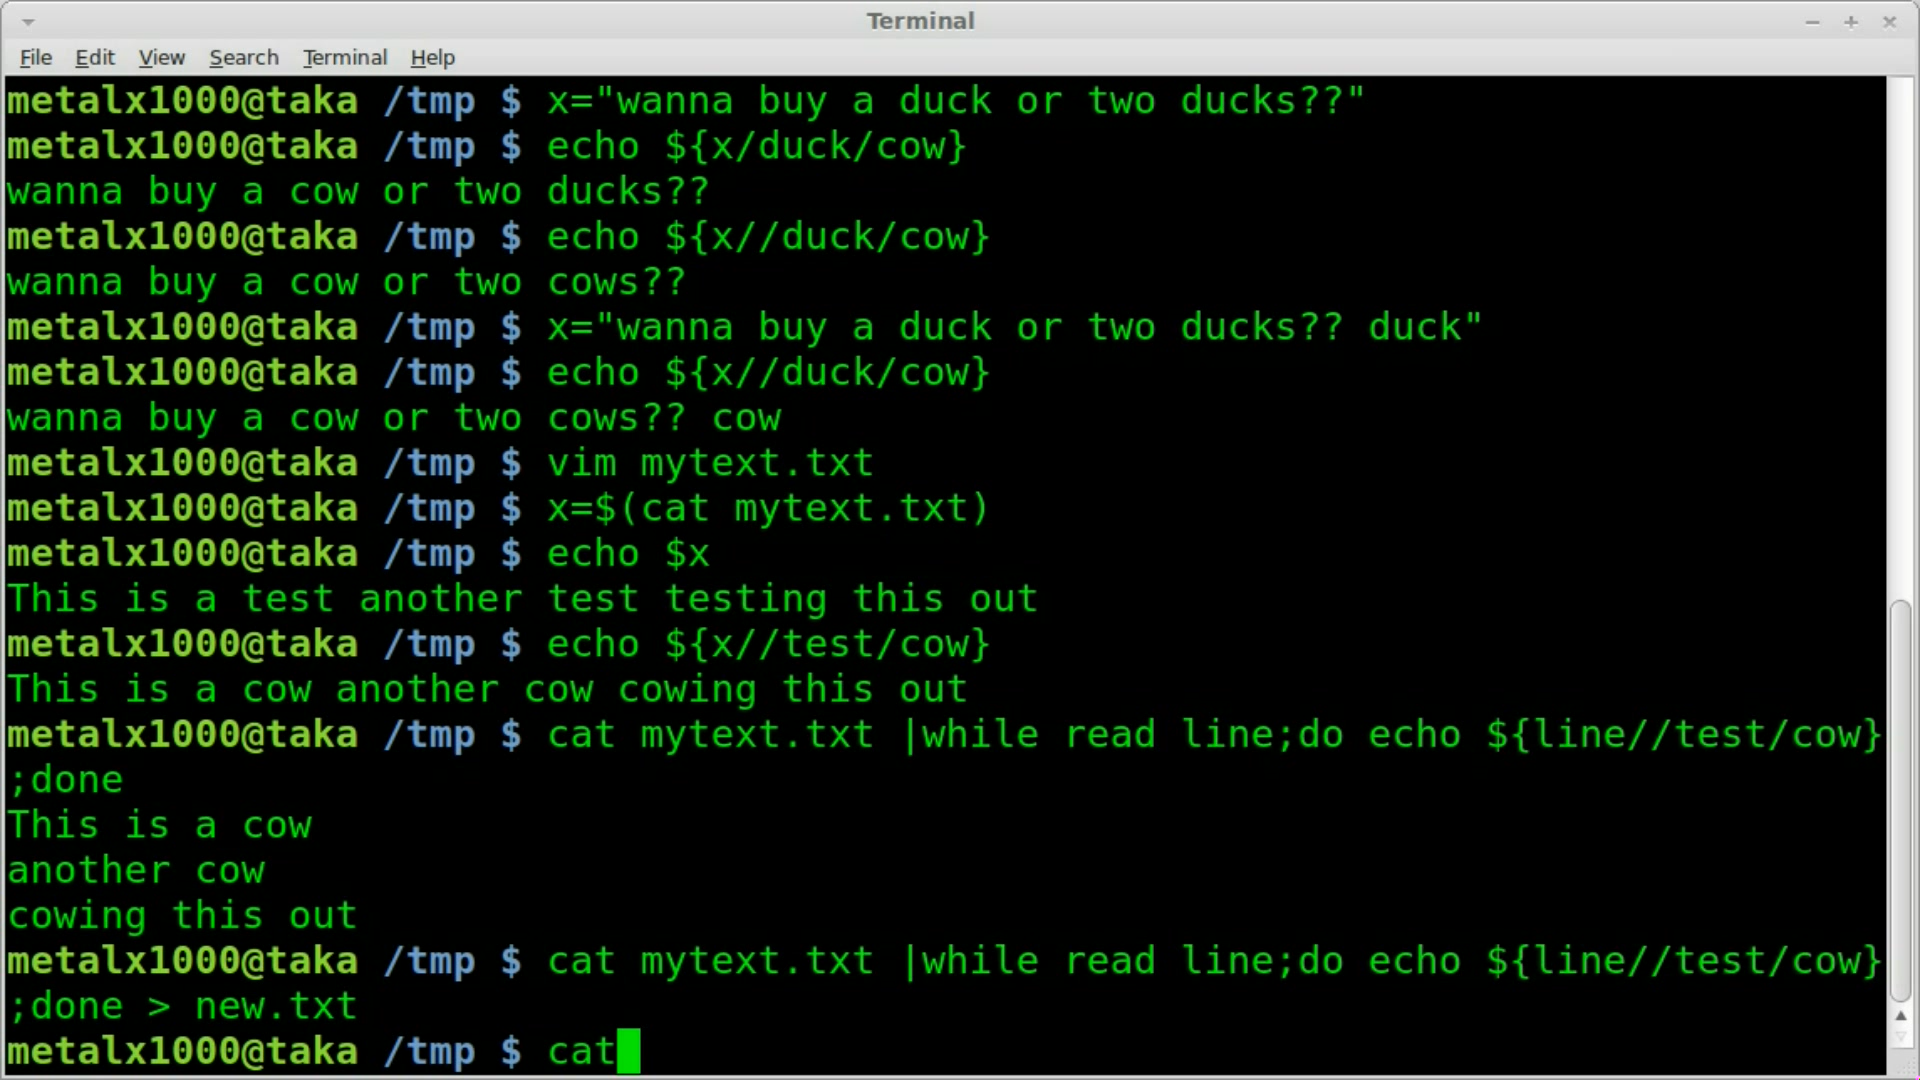 Terminal
File Edit View Search Terminal Help
metalx1000@taka /tmp $ x="wanna buy a duck or two ducks??"
metalx1000@taka /tmp $ echo ${x/duck/cow}
wanna buy a cow or two ducks??
metalx1000@taka /tmp $ echo ${x//duck/cow}
wanna buy a cow or two cows??
metalx1000@taka /tmp $ x="wanna buy a duck or two ducks?? duck"
metalx1000@taka /tmp $ echo ${x//duck/cow}
wanna buy a cow or two cows?? cow
metalx1000@taka /tmp $ vim mytext.txt
metalx1000@taka /tmp $ x=$(cat mytext.txt)
metalx1000@taka /tmp $ echo $x
This is a test another test testing this out
metalx1000@taka /tmp $ echo ${x//test/cow}
This is a cow another cow cowing this out
metalx1000@taka /tmp $ cat mytext.txt |while read line;do echo ${line//test/cow}
;done
This is a cow
another cow
cowing this out
metalx1000@taka /tmp $ cat mytext.txt |while read line;do echo ${line//test/cow}
;done > new.txt
metalx1000@taka /tmp $ cat